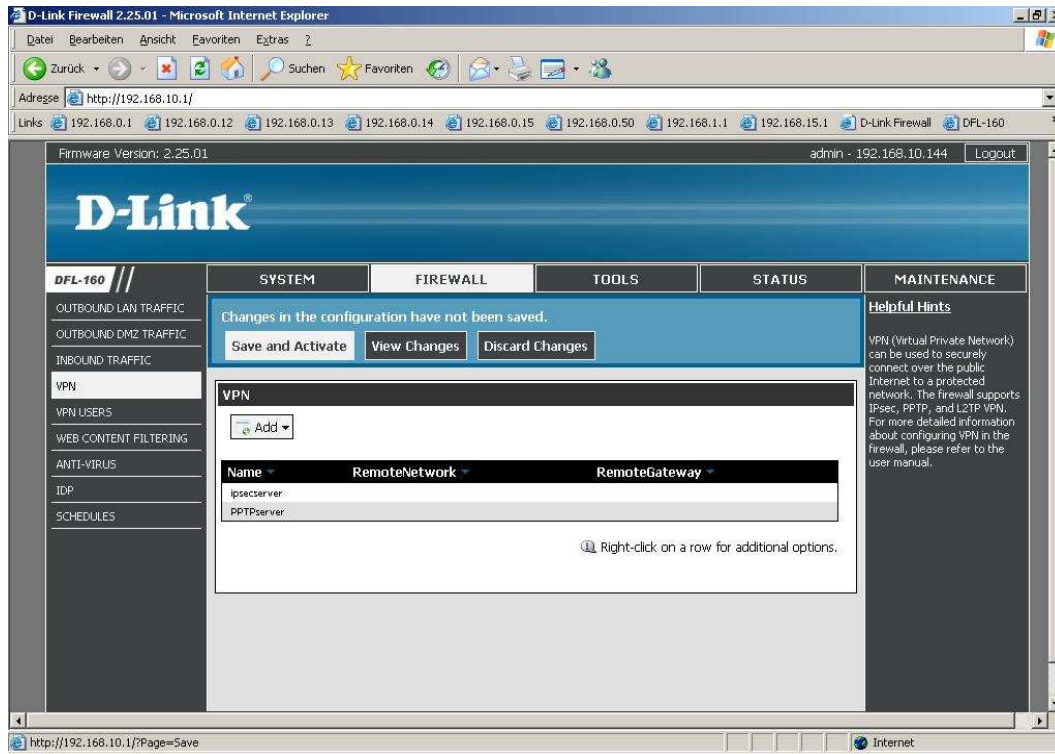 D-Link Firewall 2.25.01 - Microsoft Internet Explorer
Datei Bearbeiten Ansicht Favoriten Extras ?
Zurück Suchen Favoriten
Adresse http://192.168.10.1/
Links 192.168.0.1 192.168.0.12 192.168.0.13 192.168.0.14 192.168.0.15 192.168.0.50 192.168.1.1 192.168.15.1 D-Link Firewall DFL-160
Firmware Version: 2.25.01 admin - 192.168.10.144 Logout
D-Link®
DFL-160 SYSTEM FIREWALL TOOLS STATUS MAINTENANCE
OUTBOUND LAN TRAFFIC
OUTBOUND DMZ TRAFFIC
INBOUND TRAFFIC
VPN
VPN USERS
WEB CONTENT FILTERING
ANTI-VIRUS
IDP
SCHEDULES
Changes in the configuration have not been saved.
Save and Activate View Changes Discard Changes
VPN
Add
Name RemoteNetwork RemoteGateway
ipsecserver
PPTPserver
Right-click on a row for additional options.
Helpful Hints
VPN (Virtual Private Network)
can be used to securely
connect over the public
Internet to a protected
network. The firewall supports
IPsec, PPTP, and L2TP VPN.
For more detailed information
about configuring VPN in the
firewall, please refer to the
user manual.
http://192.168.10.1/?Page=Save Internet